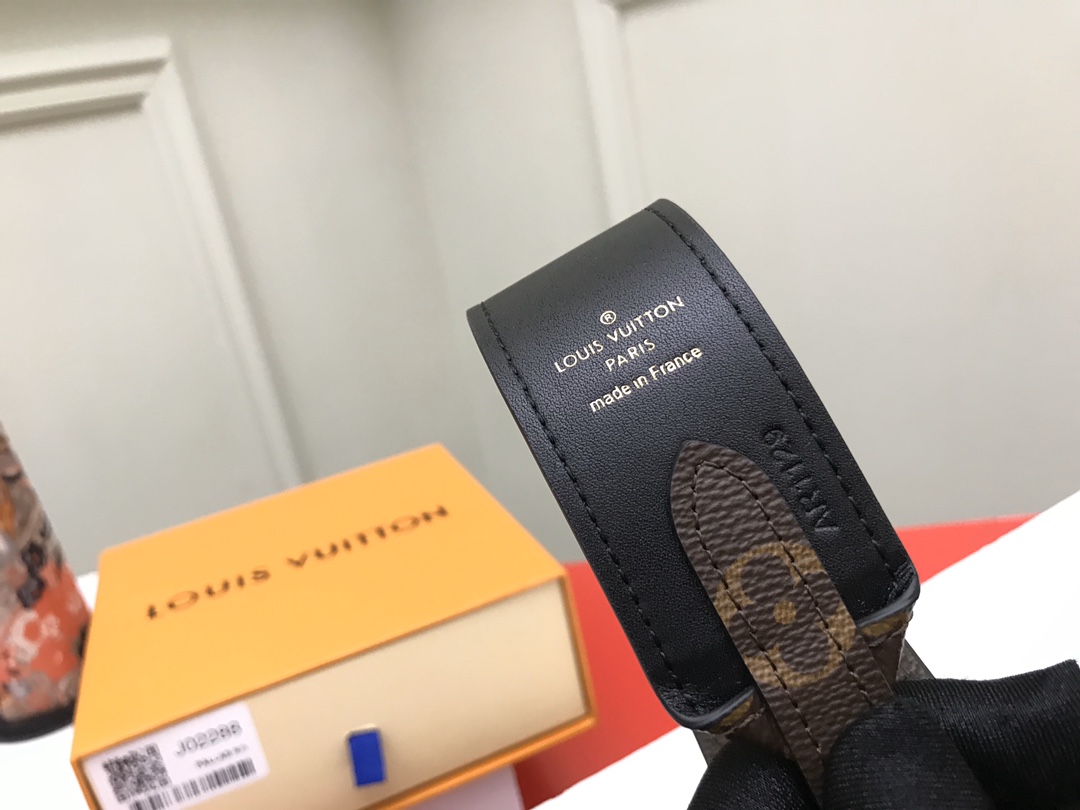 ®
LOUIS VUITTON
PARIS
made in France
AR1129
LOUIS VUITTON
J02288